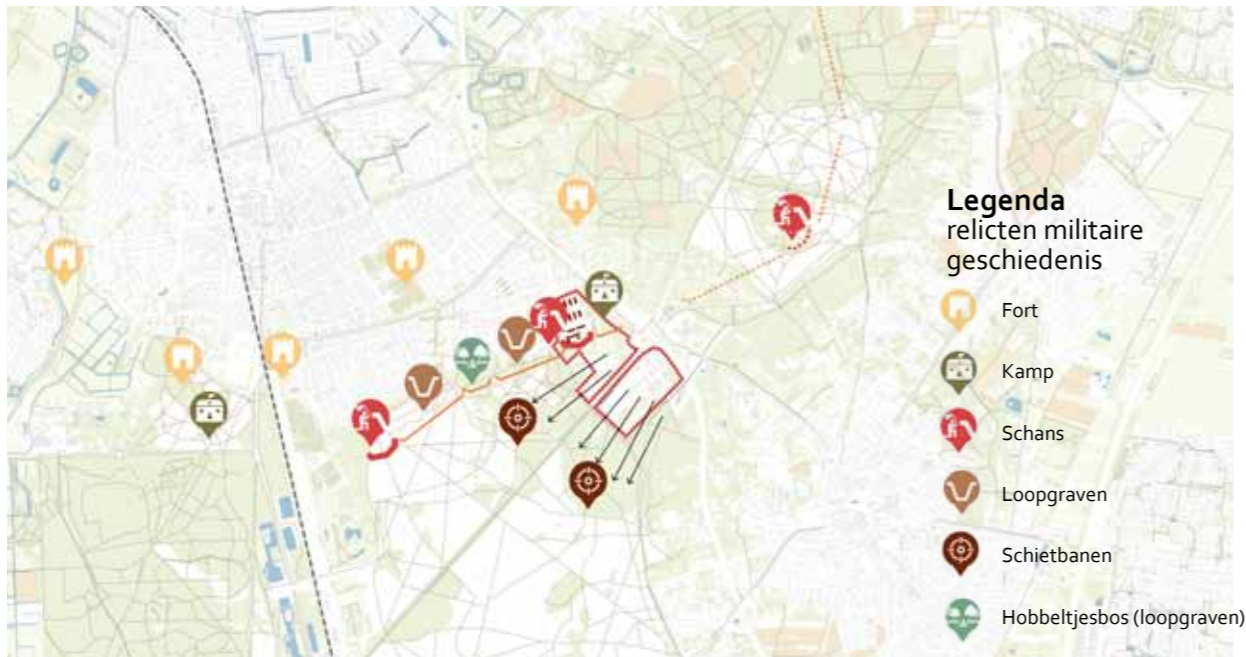 Legenda
relicten militaire
geschiedenis
Fort
Kamp
Schans
Loopgraven
Schietbanen
Hobbeltjesbos (loopgraven)